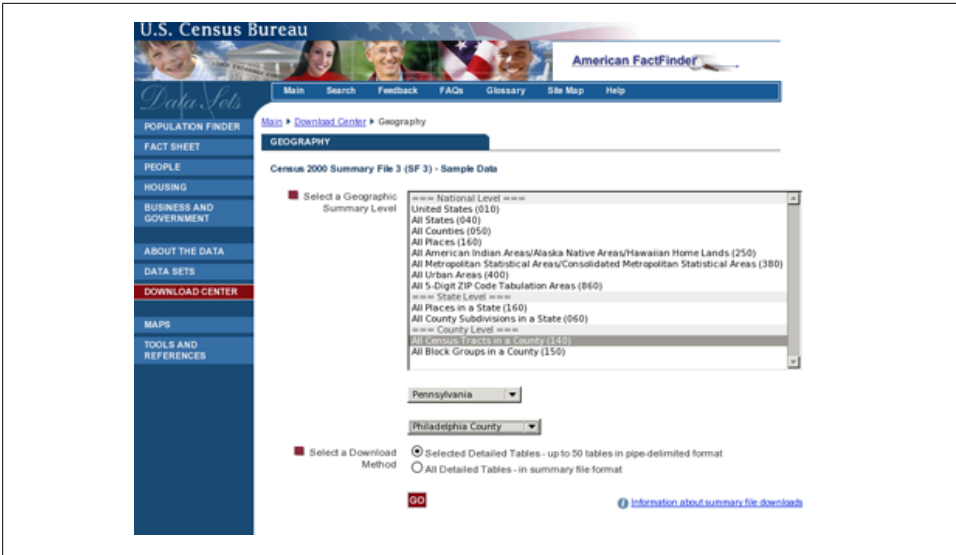 U.S. Census Bureau
American FactFinder
Data Sets
Main Search Feedback FAQs Glossary Site Map Help
Main ▶ Download Center ▶ Geography
POPULATION FINDER
FACT SHEET
PEOPLE
HOUSING
BUSINESS AND
GOVERNMENT
ABOUT THE DATA
DATA SETS
DOWNLOAD CENTER
MAPS
TOOLS AND
REFERENCES
GEOGRAPHY
Census 2000 Summary File 3 (SF 3) - Sample Data
Select a Geographic
Summary Level
=== National Level ===
United States (010)
All States (040)
All Counties (050)
All Places (160)
All American Indian Areas/Alaska Native Areas/Hawaiian Home Lands (250)
All Metropolitan Statistical Areas/Consolidated Metropolitan Statistical Areas (380)
All Urban Areas (400)
All 5-Digit ZIP Code Tabulation Areas (860)
=== State Level ===
All Places in a State (160)
All County Subdivisions in a State (060)
=== County Level ===
All Census Tracts in a County (140)
All Block Groups in a County (150)
Pennsylvania
Philadelphia County
Select a Download
Method
Selected Detailed Tables - up to 50 tables in pipe-delimited format
All Detailed Tables - in summary file format
GO
Information about summary file downloads